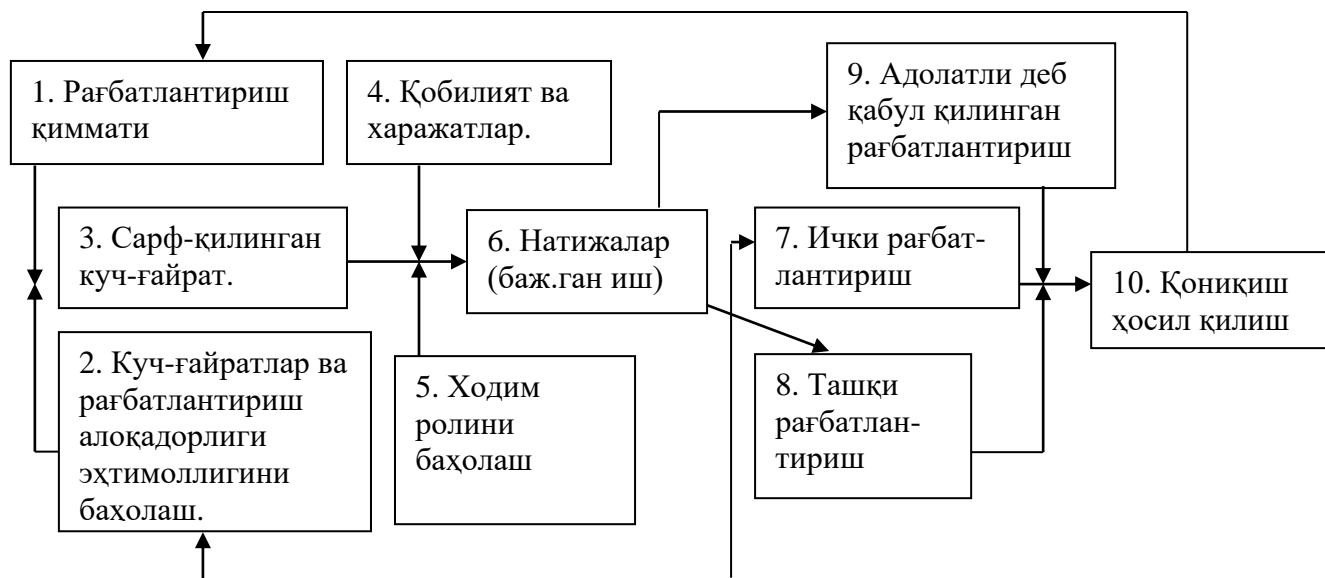 1. Рағбатлантириш
қиммати
4. Қобилият ва
харажатлар.
9. Адолатли деб
қабул қилинган
рағбатлантириш
3. Сарф-қилинган
куч-ғайрат.
6. Натижалар
(баж.ган иш)
7. Ички рағбат-
лантириш
10. Қониқиш
ҳосил қилиш
2. Куч-ғайратлар ва
рағбатлантириш
алоқадорлиги
эҳтимоллигини
баҳолаш.
5. Ходим
ролини
баҳолаш
8. Ташқи
рағбатлан-
тириш